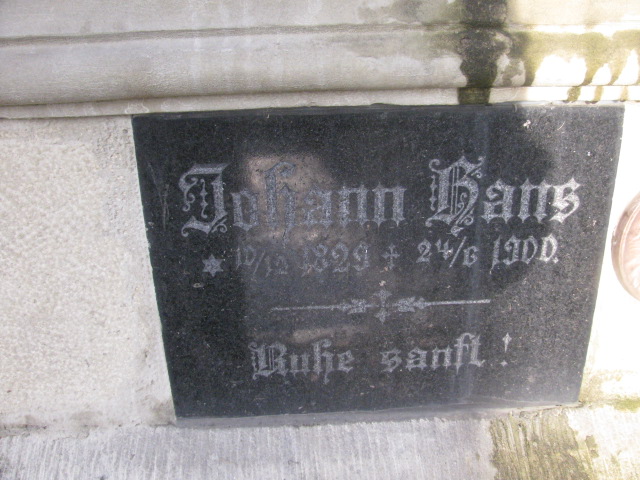 Johann Hans
* 10/12 1829 + 24/6 1900.
Ruhe sanft!